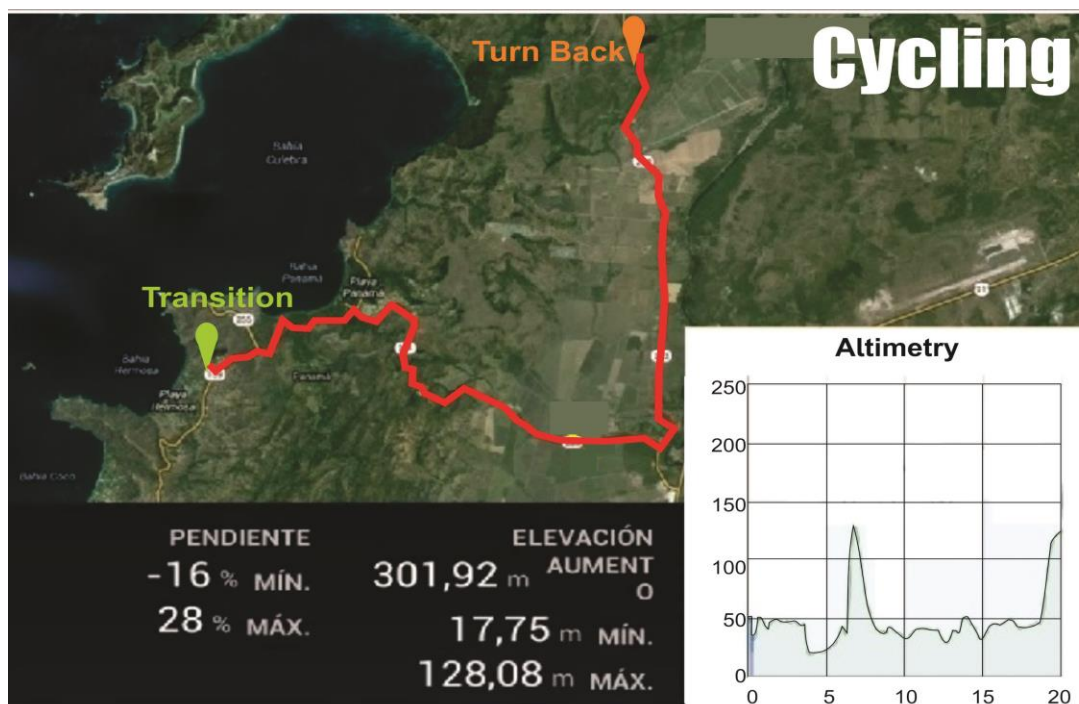 Cycling
Turn Back
Bahía
Culebra
Bahía
Panamá
Playa
Panamá
Transition
Bahía
Hermosa
Panamá
Playa
Hermosa
Bahía Coco
Altimetry
250
200
150
100
50
0
0 5 10 15 20
PENDIENTE
-16 % MÍN.
28 % MÁX.
ELEVACIÓN
301,92 m AUMENT
O
17,75 m MÍN.
128,08 m MÁX.